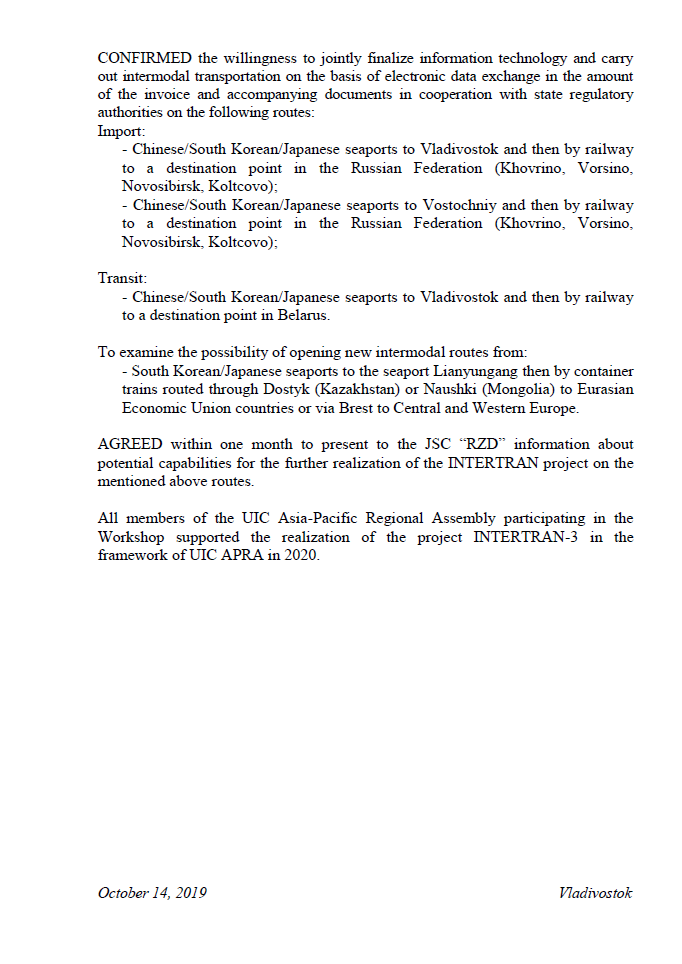 CONFIRMED the willingness to jointly finalize information technology and carry
out intermodal transportation on the basis of electronic data exchange in the amount
of the invoice and accompanying documents in cooperation with state regulatory
authorities on the following routes:
Import:
- Chinese/South Korean/Japanese seaports to Vladivostok and then by railway
to a destination point in the Russian Federation (Khovrino, Vorsino,
Novosibirsk, Koltcovo);
- Chinese/South Korean/Japanese seaports to Vostochniy and then by railway
to a destination point in the Russian Federation (Khovrino, Vorsino,
Novosibirsk, Koltcovo);
Transit:
- Chinese/South Korean/Japanese seaports to Vladivostok and then by railway
to a destination point in Belarus.
To examine the possibility of opening new intermodal routes from:
- South Korean/Japanese seaports to the seaport Lianyungang then by container
trains routed through Dostyk (Kazakhstan) or Naushki (Mongolia) to Eurasian
Economic Union countries or via Brest to Central and Western Europe.
AGREED within one month to present to the JSC “RZD” information about
potential capabilities for the further realization of the INTERTRAN project on the
mentioned above routes.
All members of the UIC Asia-Pacific Regional Assembly participating in the
Workshop supported the realization of the project INTERTRAN-3 in the
framework of UIC APRA in 2020.
October 14, 2019 Vladivostok